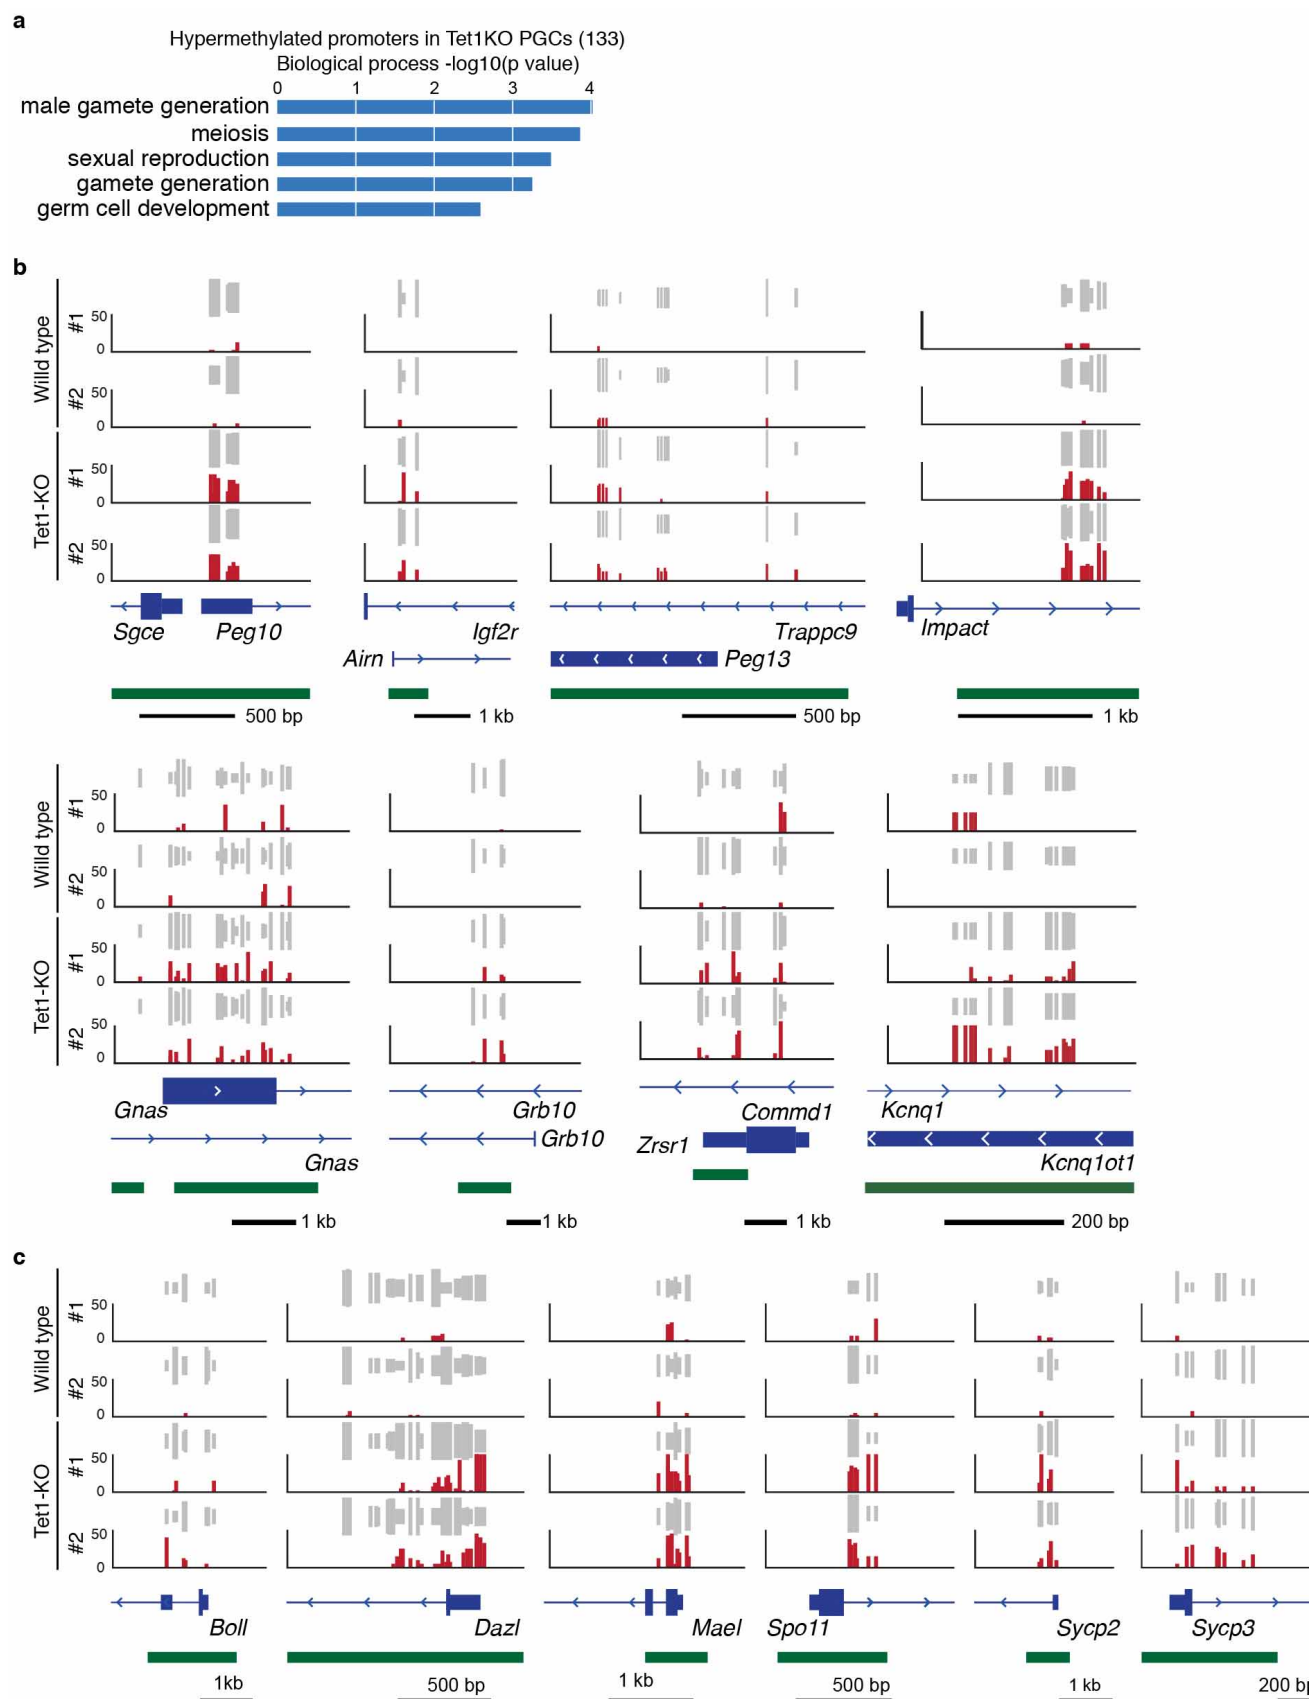 a
Hypermethylated promoters in Tet1KO PGCs (133)
Biological process -log10(p value)
0 1 2 3 4
male gamete generation
meiosis
sexual reproduction
gamete generation
germ cell development
b
Willd type
#1
50
0
#2
50
0
Tet1-KO
#1
50
0
#2
50
0
Sgce Peg10 Igf2r Trappc9 Impact
Airn Peg13
500 bp 1 kb 500 bp 1 kb
Willd type
#1
50
0
#2
50
0
Tet1-KO
#1
50
0
#2
50
0
Gnas Grb10 Commd1 Kcnq1
Gnas Grb10 Zrsr1 Kcnq1ot1
1 kb 1 kb 1 kb 200 bp
c
Willd type
#1
50
0
#2
50
0
Tet1-KO
#1
50
0
#2
50
0
Boll Dazl Mael Spo11 Sycp2 Sycp3
1kb 500 bp 1 kb 500 bp 1 kb 200 bp